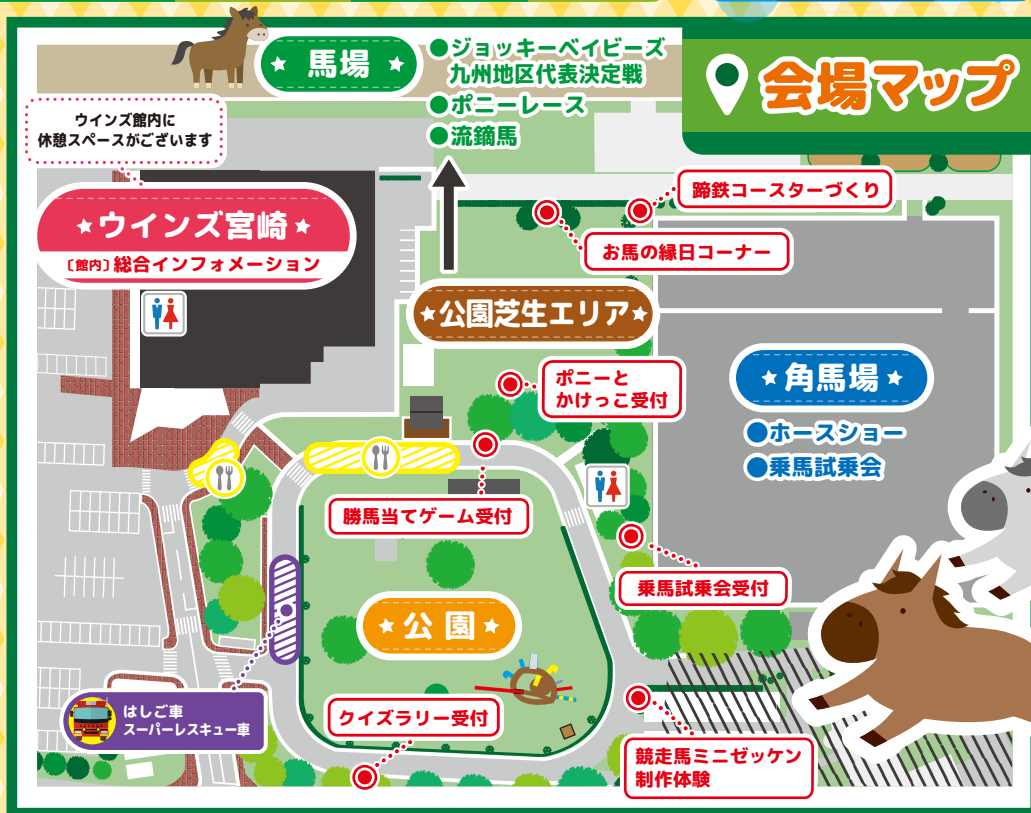 会場マップ
馬場
●ジョッキーベイビーズ
九州地区代表決定戦
●ポニーレース
●流鏑馬
ウインズ館内に
休憩スペースがございます
ウインズ宮崎
〔館内〕総合インフォメーション
蹄鉄コースターづくり
お馬の縁日コーナー
公園芝生エリア
ポニーと
かけっこ受付
角馬場
●ホースショー
●乗馬試乗会
勝馬当てゲーム受付
乗馬試乗会受付
公園
はしご車
スーパーレスキュー車
クイズラリー受付
競走馬ミニゼッケン
制作体験